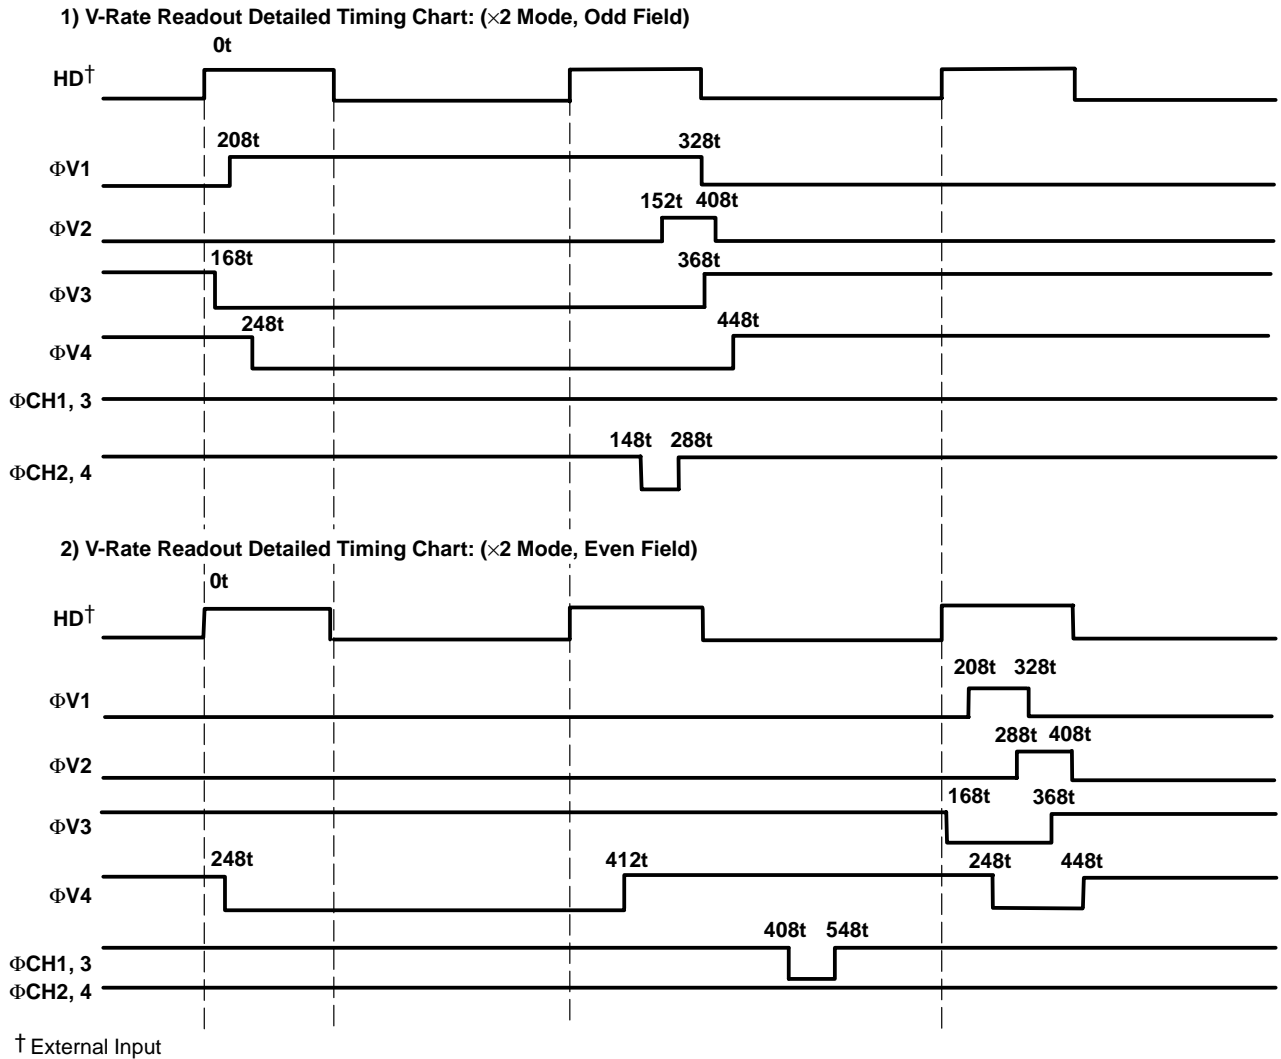 1) V-Rate Readout Detailed Timing Chart: (×2 Mode, Odd Field)
0t
HD†
208t 328t
ΦV1
152t 408t
ΦV2
168t 368t
ΦV3
248t 448t
ΦV4
ΦCH1, 3
148t 288t
ΦCH2, 4
2) V-Rate Readout Detailed Timing Chart: (×2 Mode, Even Field)
0t
HD†
208t 328t
ΦV1
288t 408t
ΦV2
168t 368t
ΦV3
248t 412t 248t 448t
ΦV4
408t 548t
ΦCH1, 3
ΦCH2, 4
† External Input